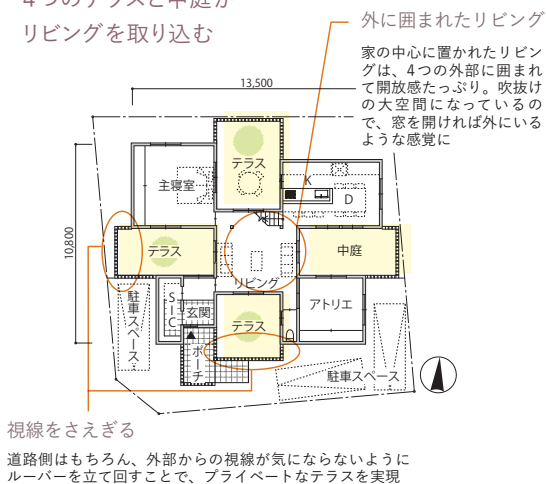 4つのテラスと中庭が
リビングを取り込む
外に囲まれたリビング
家の中心に置かれたリビン
グは、4つの外部に囲まれ
て開放感たっぷり。吹抜け
の大空間になっているの
で、窓を開ければ外にいる
ような感覚に
13,500
10,800
テラス
主寝室
K
D
テラス
中庭
リビング
駐車スペース
SIC
玄関
テラス
アトリエ
ポーチ
駐車スペース
視線をさえぎる
道路側はもちろん、外部からの視線が気にならないように
ルーバーを立て回すことで、プライベートなテラスを実現